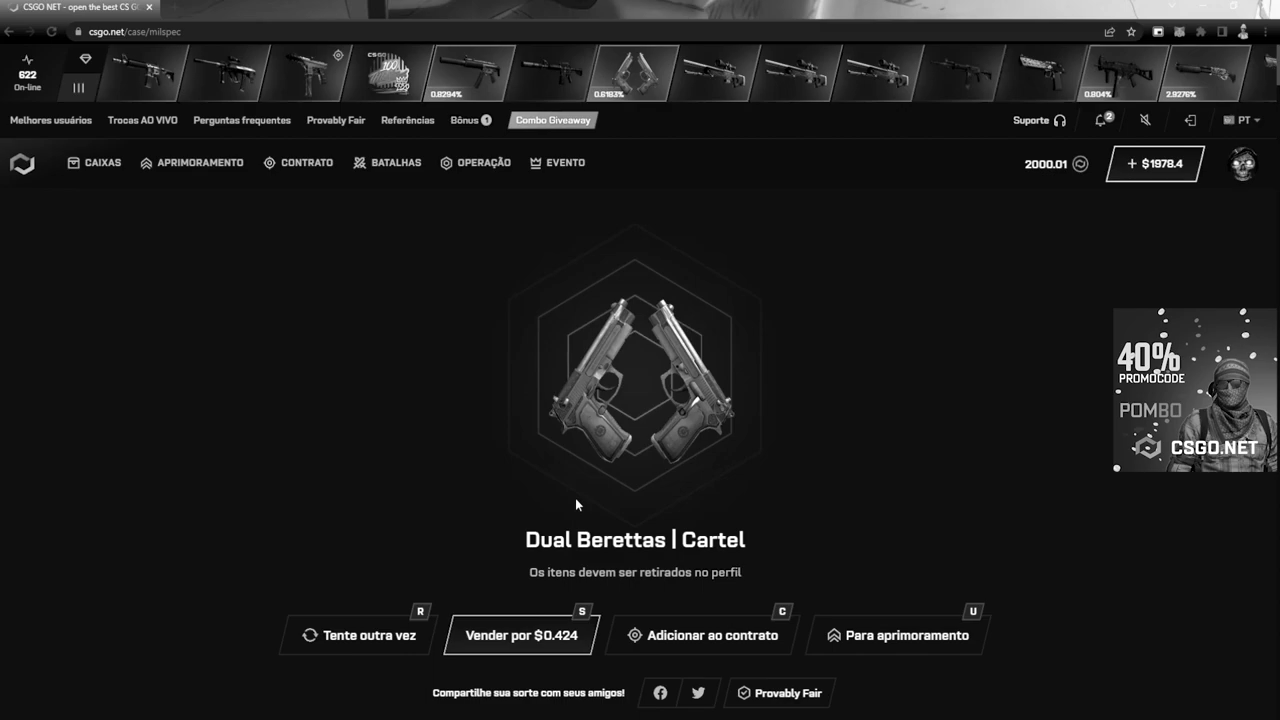 CSGO NET - open the best CS G
csgo.net/case/milspec
622
On-line
CS:GO
0.8294%
0.6183%
0.804%
2.9276%
Melhores usuários
Trocas AO VIVO
Perguntas frequentes
Provably Fair
Referências
Bônus 1
Combo Giveaway
Suporte
2
PT
CAIXAS
APRIMORAMENTO
CONTRATO
BATALHAS
OPERAÇÃO
EVENTO
2000.01
+ $1978.4
40%
PROMOCODE
POMBO
CSGO.NET
Dual Berettas | Cartel
Os itens devem ser retirados no perfil
R
S
C
U
Tente outra vez
Vender por $0.424
Adicionar ao contrato
Para aprimoramento
Compartilhe sua sorte com seus amigos!
Provably Fair